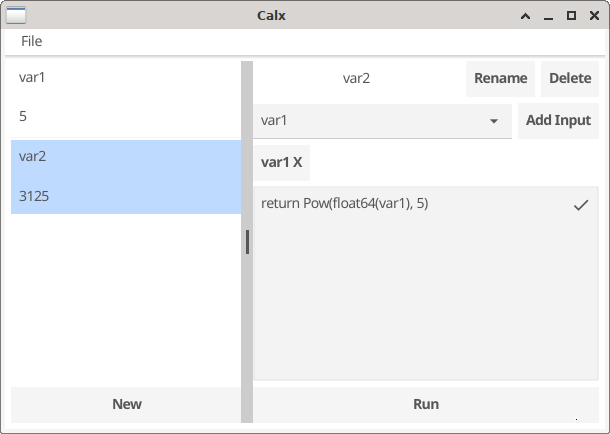 Calx
File
var1
5
var2
3125
New
var2 Rename Delete
var1 Add Input
var1 X
return Pow(float64(var1), 5)
Run